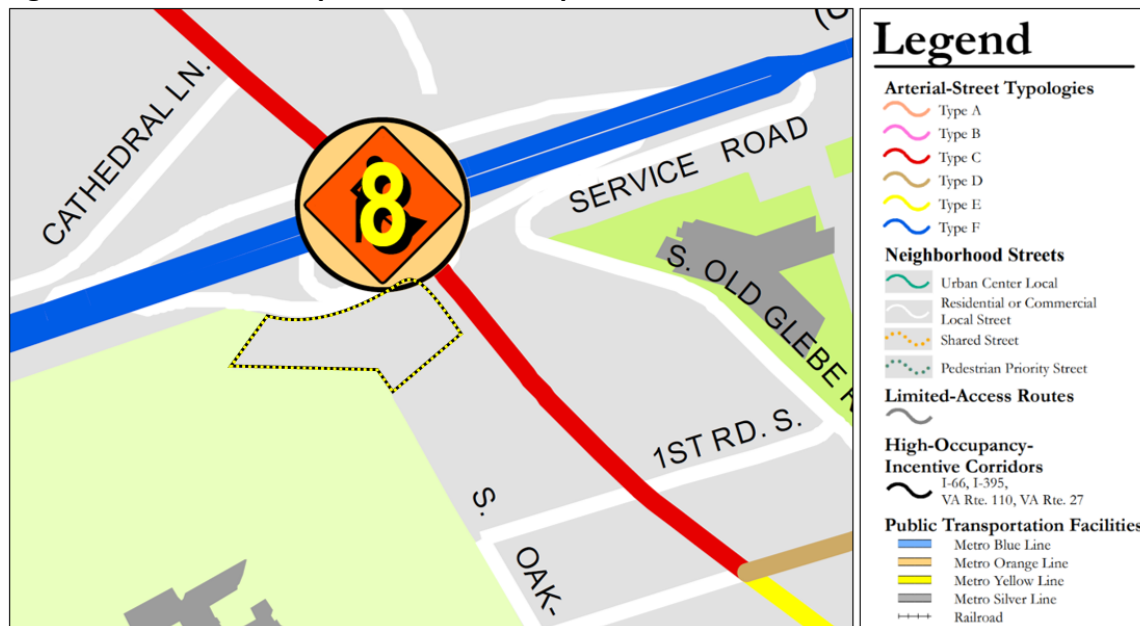 (
CATHEDRAL LN.
8
SERVICE ROAD
S. OLD GLEBE R
1ST RD. S.
S.
OAK-
Legend
Arterial-Street Typologies
Type A
Type B
Type C
Type D
Type E
Type F
Neighborhood Streets
Urban Center Local
Residential or Commercial
Local Street
Shared Street
Pedestrian Priority Street
Limited-Access Routes
High-Occupancy-
Incentive Corridors
I-66, I-395,
VA Rte. 110, VA Rte. 27
Public Transportation Facilities
Metro Blue Line
Metro Orange Line
Metro Yellow Line
Metro Silver Line
Railroad